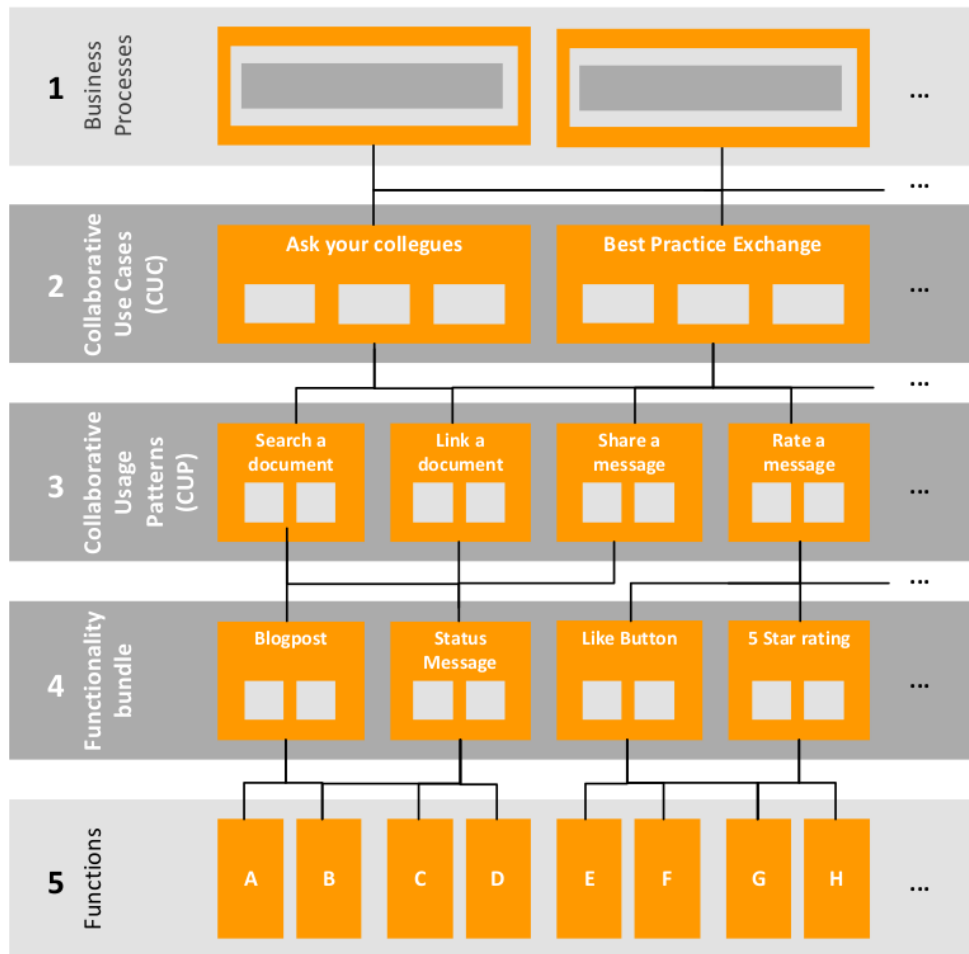 1
Business
Processes
...
...
2
Collaborative
Use Cases
(CUC)
Ask your collegues
Best Practice Exchange
...
...
3
Collaborative
Usage
Patterns
(CUP)
Search a
document
Link a
document
Share a
message
Rate a
message
...
...
4
Functionality
bundle
Blogpost
Status
Message
Like Button
5 Star rating
...
5
Functions
A
B
C
D
E
F
G
H
...